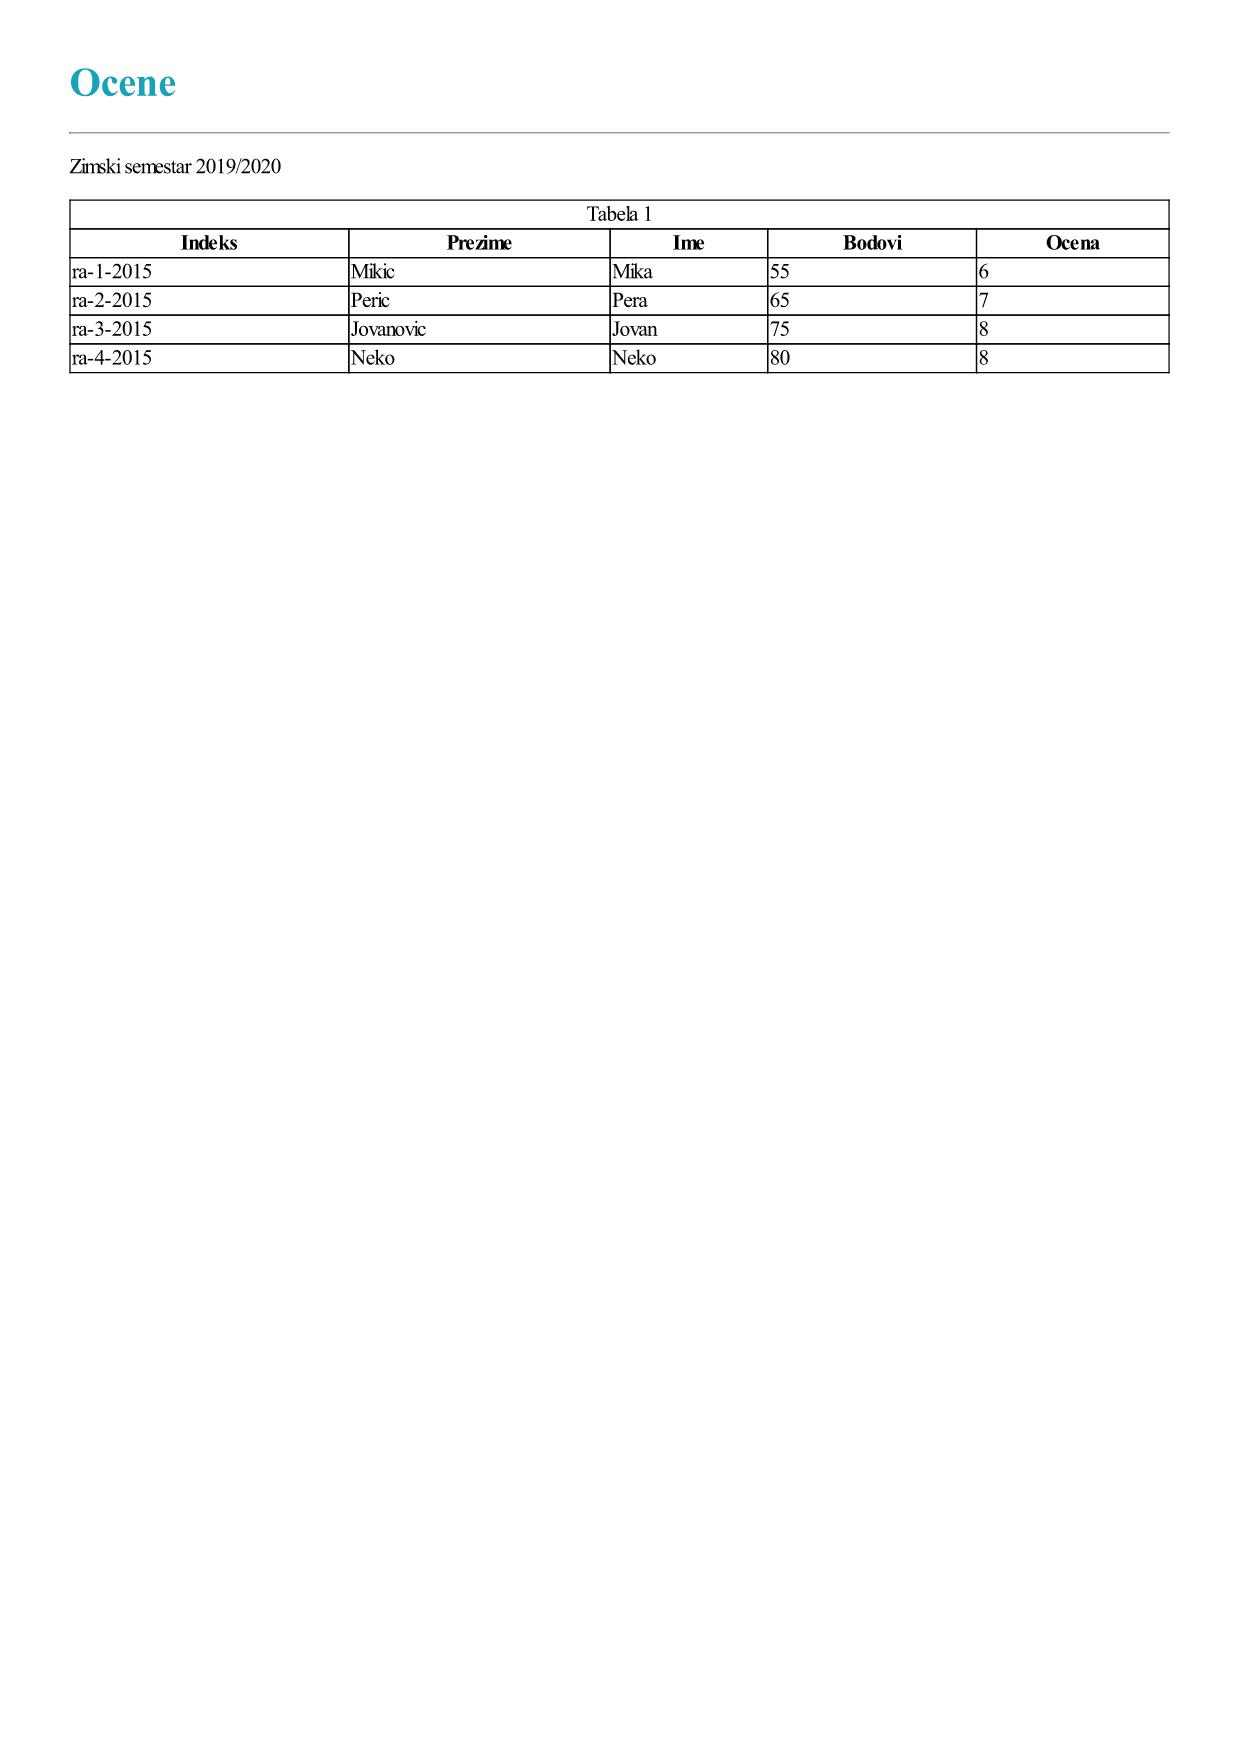 Ocene
Zimski semestar 2019/2020
Tabela 1
Indeks Prezime Ime Bodovi Ocena
ra-1-2015 Mikic Mika 55 6
ra-2-2015 Peric Pera 65 7
ra-3-2015 Jovanovic Jovan 75 8
ra-4-2015 Neko Neko 80 8